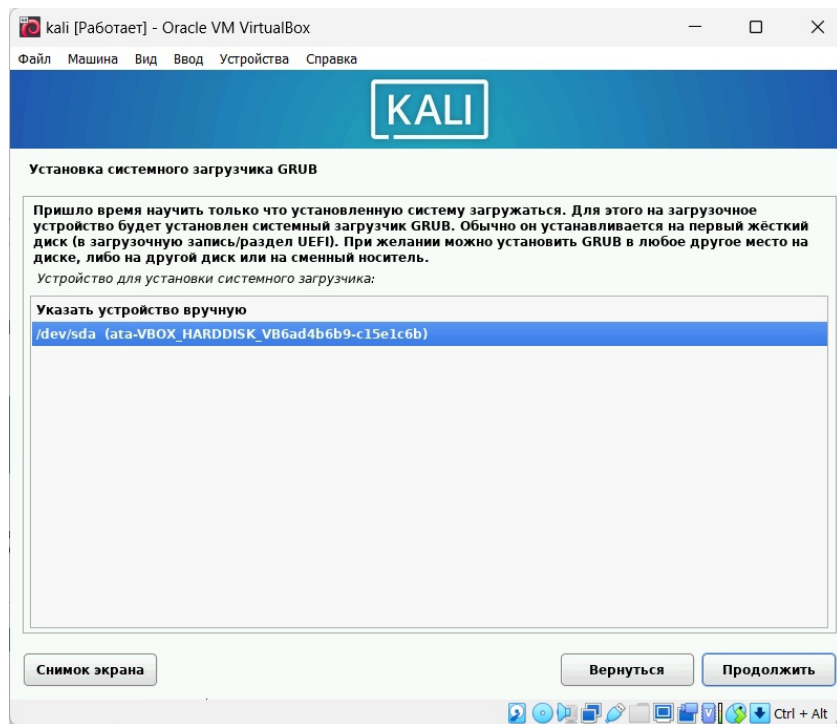 kali [Работает] - Oracle VM VirtualBox
Файл Машина Вид Ввод Устройства Справка
KALI
Установка системного загрузчика GRUB
Пришло время научить только что установленную систему загружаться. Для этого на загрузочное
устройство будет установлен системный загрузчик GRUB. Обычно он устанавливается на первый жёсткий
диск (в загрузочную запись/раздел UEFI). При желании можно установить GRUB в любое другое место на
диске, либо на другой диск или на сменный носитель.
Устройство для установки системного загрузчика:
Указать устройство вручную
/dev/sda (ata-VBOX_HARDDISK_VB6ad4b6b9-c15e1c6b)
Снимок экрана Вернуться Продолжить
Ctrl + Alt